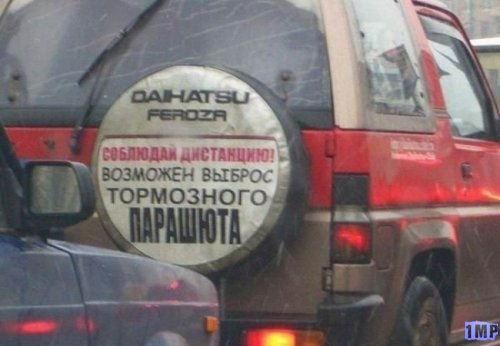 DAIHATSU
FEROZA
СОБЛЮДАЙ ДИСТАНЦИЮ!
ВОЗМОЖЕН ВЫБРОС
ТОРМОЗНОГО
ПАРАШЮТА
1MP